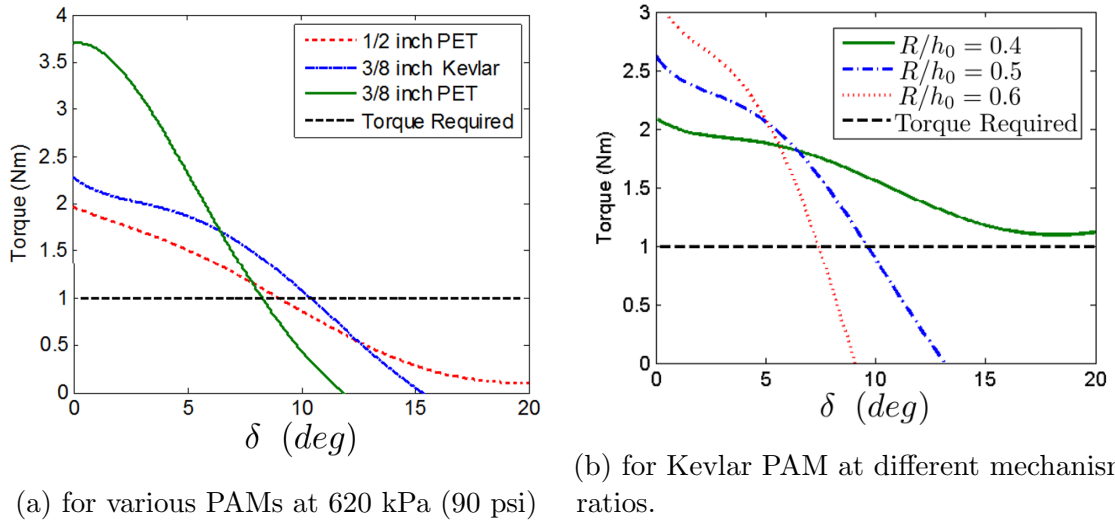 4
3.5
3
2.5
2
1.5
1
0.5
0
Torque (Nm)
1/2 inch PET
3/8 inch Kevlar
3/8 inch PET
Torque Required
0 5 10 15 20
δ (deg)
(a) for various PAMs at 620 kPa (90 psi)
3
2.5
2
1.5
1
0.5
0
Torque (Nm)
R/h₀ = 0.4
R/h₀ = 0.5
R/h₀ = 0.6
Torque Required
0 5 10 15 20
δ (deg)
(b) for Kevlar PAM at different mechanism
ratios.